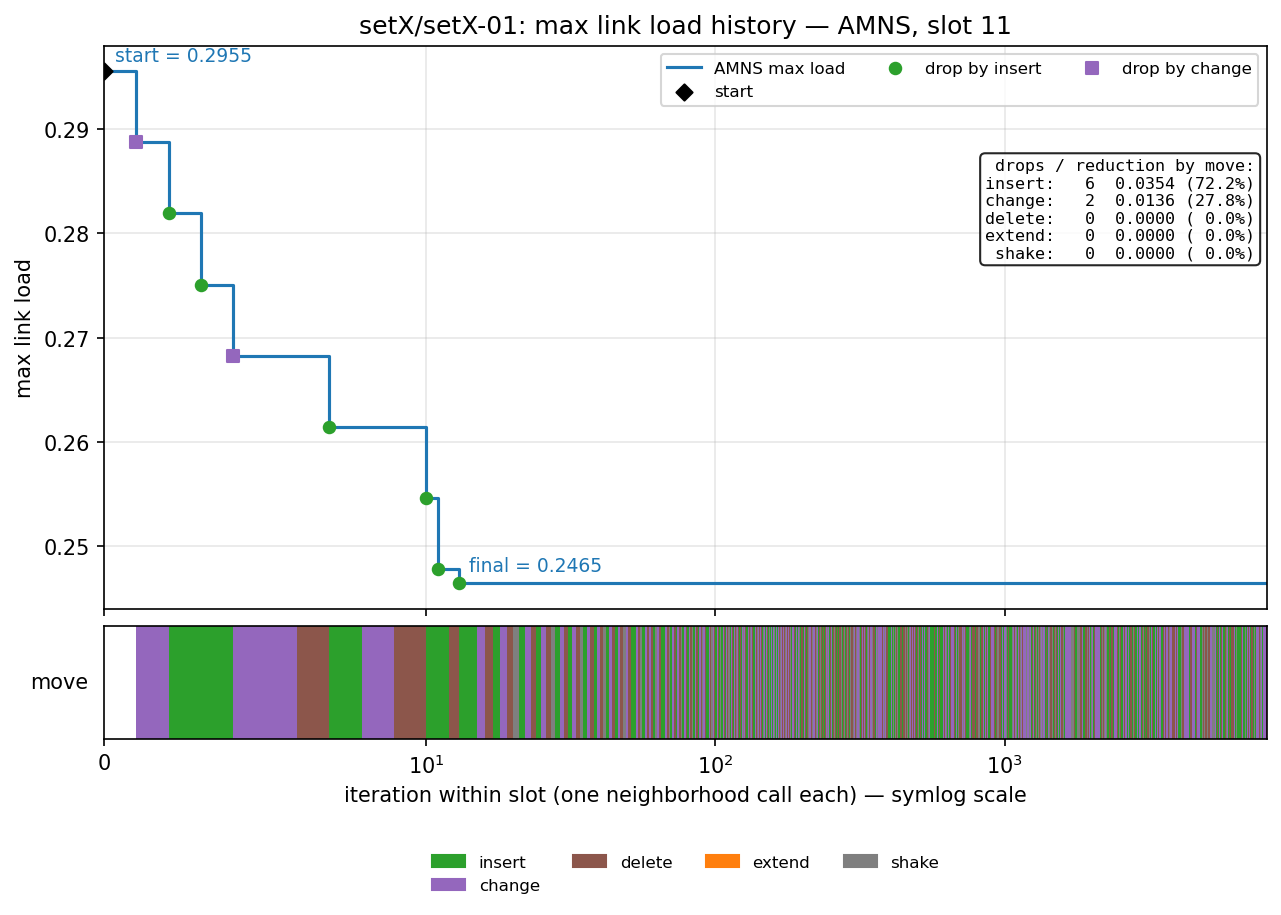 setX/setX-01: max link load history — AMNS, slot 11
start = 0.2955
AMNS max load
drop by insert
drop by change
start
drops / reduction by move:
insert: 6 0.0354 (72.2%)
change: 2 0.0136 (27.8%)
delete: 0 0.0000 ( 0.0%)
extend: 0 0.0000 ( 0.0%)
shake: 0 0.0000 ( 0.0%)
0.29
0.28
0.27
0.26
0.25
max link load
final = 0.2465
move
0
10¹
10²
10³
iteration within slot (one neighborhood call each) — symlog scale
insert
delete
extend
shake
change